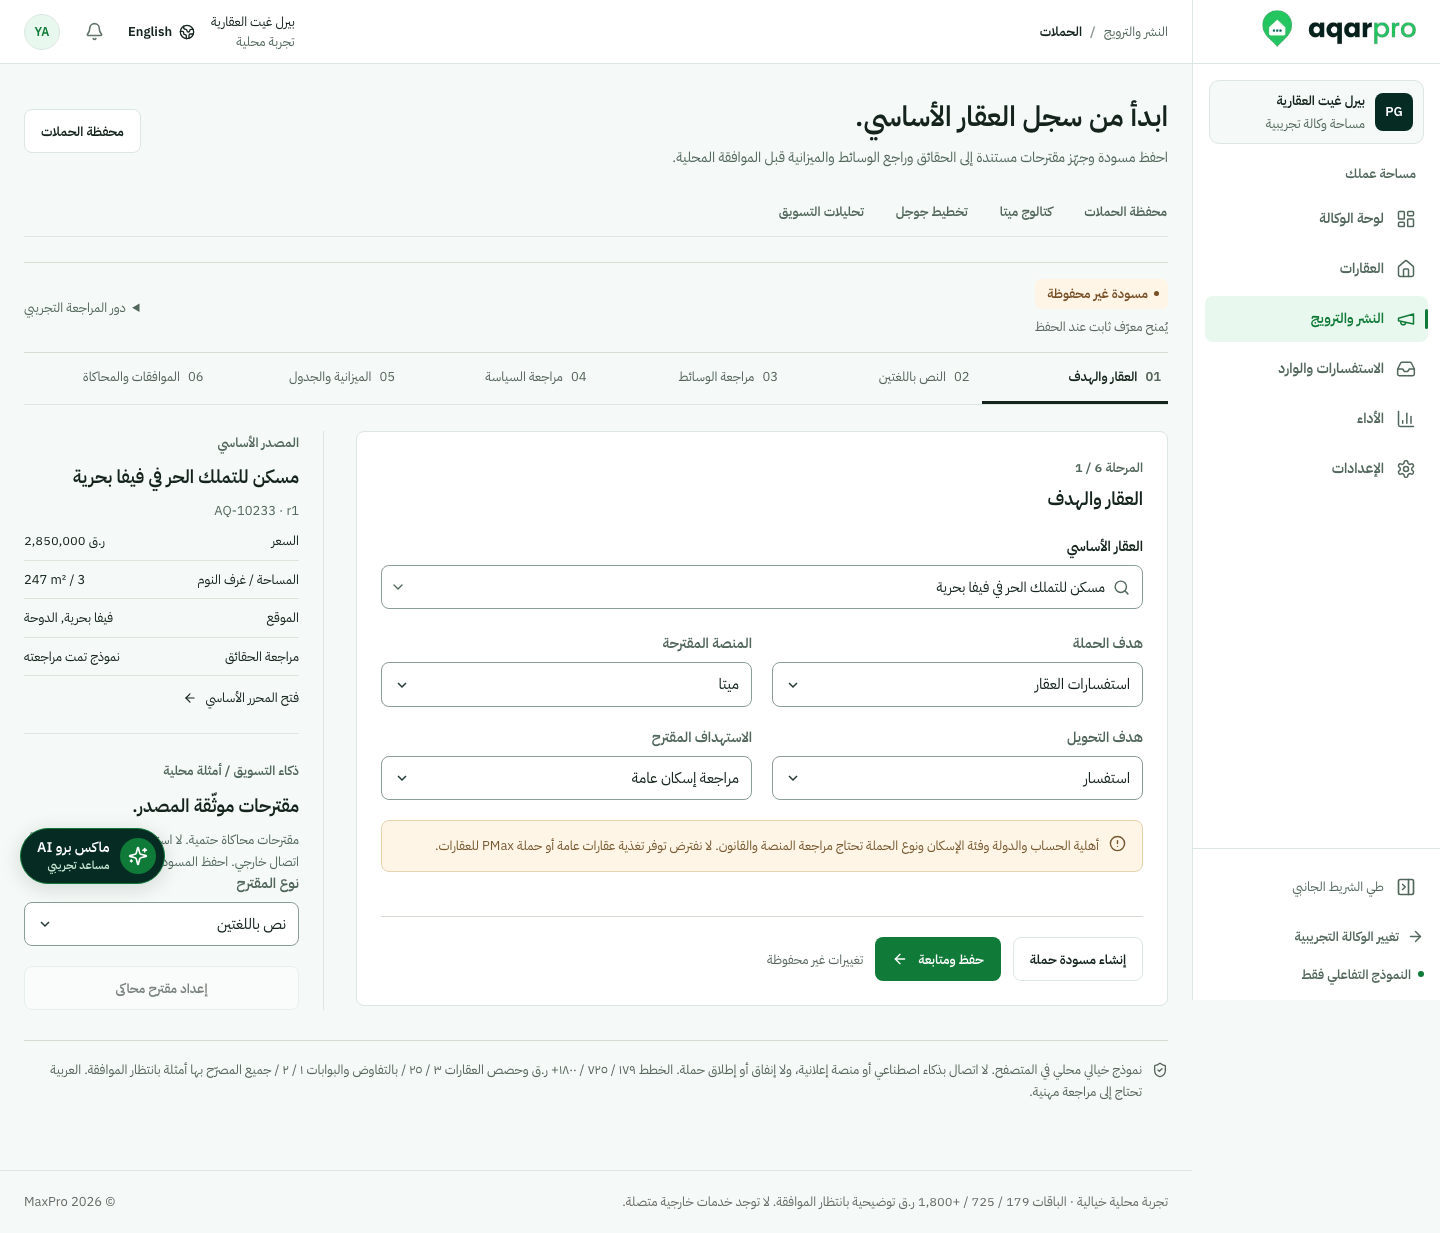 aqarpro
النشر والترويج / الحملات
بيرل غيت العقارية
تجربة محلية
English
YA
PG
بيرل غيت العقارية
مساحة وكالة تجريبية
مساحة عملك
لوحة الوكالة
العقارات
النشر والترويج
الاستفسارات والوارد
الأداء
الإعدادات
طي الشريط الجانبي
تغيير الوكالة التجريبية
النموذج التفاعلي فقط
ابدأ من سجل العقار الأساسي.
احفظ مسودة وجهّز مقترحات مستندة إلى الحقائق وراجع الوسائط والميزانية قبل الموافقة المحلية.
محفظة الحملات
محفظة الحملات
كتالوج ميتا
تخطيط جوجل
تحليلات التسويق
مسودة غير محفوظة
يُمنح معرّف ثابت عند الحفظ
دور المراجعة التجريبي
01 العقار والهدف
02 النص باللغتين
03 مراجعة الوسائط
04 مراجعة السياسة
05 الميزانية والجدول
06 الموافقات والمحاكاة
المرحلة 6 / 1
العقار والهدف
العقار الأساسي
مسكن للتملك الحر في فيفا بحرية
هدف الحملة
المنصة المقترحة
استفسارات العقار
ميتا
هدف التحويل
الاستهداف المقترح
استفسار
مراجعة إسكان عامة
أهلية الحساب والدولة وفئة الإسكان ونوع الحملة تحتاج مراجعة المنصة والقانون. لا نفترض توفر تغذية عقارات عامة أو حملة PMax للعقارات.
إنشاء مسودة حملة
حفظ ومتابعة
تغييرات غير محفوظة
المصدر الأساسي
مسكن للتملك الحر في فيفا بحرية
AQ-10233 · r1
السعر
ر.ق 2,850,000
المساحة / غرف النوم
247 m² / 3
الموقع
فيفا بحرية, الدوحة
مراجعة الحقائق
نموذج تمت مراجعته
فتح المحرر الأساسي
ذكاء التسويق / أمثلة محلية
مقترحات موثّقة المصدر.
مقترحات محاكاة حتمية. لا
اتصال خارجي. احفظ
ماكس برو AI
مساعد تجريبي
نوع المقترح
نص باللغتين
إعداد مقترح محاكى
نموذج خيالي محلي في المتصفح. لا اتصال بذكاء اصطناعي أو منصة إعلانية، ولا إنفاق أو إطلاق حملة. الخطط ١٧٩ / ٧٢٥ / ١٨٠٠+ ر.ق وحصص العقارات ٣ / ٢٥ / بالتفاوض والبوابات ١ / ٢ / جميع المصرّح بها أمثلة بانتظار الموافقة. العربية
تحتاج إلى مراجعة مهنية.
تجربة محلية خيالية · الباقات 179 / 725 / +1,800 ر.ق توضيحية بانتظار الموافقة. لا توجد خدمات خارجية متصلة.
© 2026 MaxPro